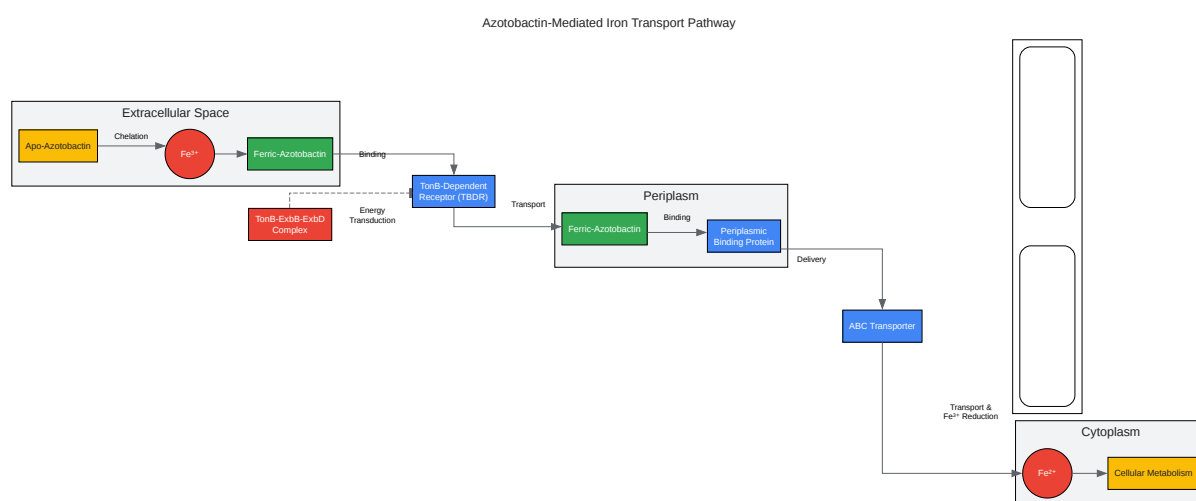 Azotobactin-Mediated Iron Transport Pathway
Extracellular Space
Apo-Azotobactin
Chelation
Fe³⁺
Ferric-Azotobactin
Binding
TonB-Dependent
Receptor (TBDR)
TonB-ExbB-ExbD
Complex
Energy
Transduction
Transport
Periplasm
Ferric-Azotobactin
Binding
Periplasmic
Binding Protein
Delivery
ABC Transporter
Transport &
Fe³⁺ Reduction
Cytoplasm
Fe²⁺
Cellular Metabolism